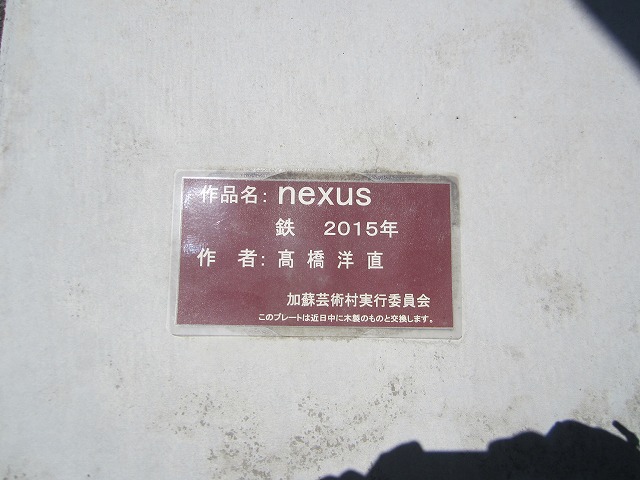 作品名: nexus
鉄 2015年
作 者:髙橋洋直
加蘇芸術村実行委員会
このプレートは近日中に木製のものと交換します。